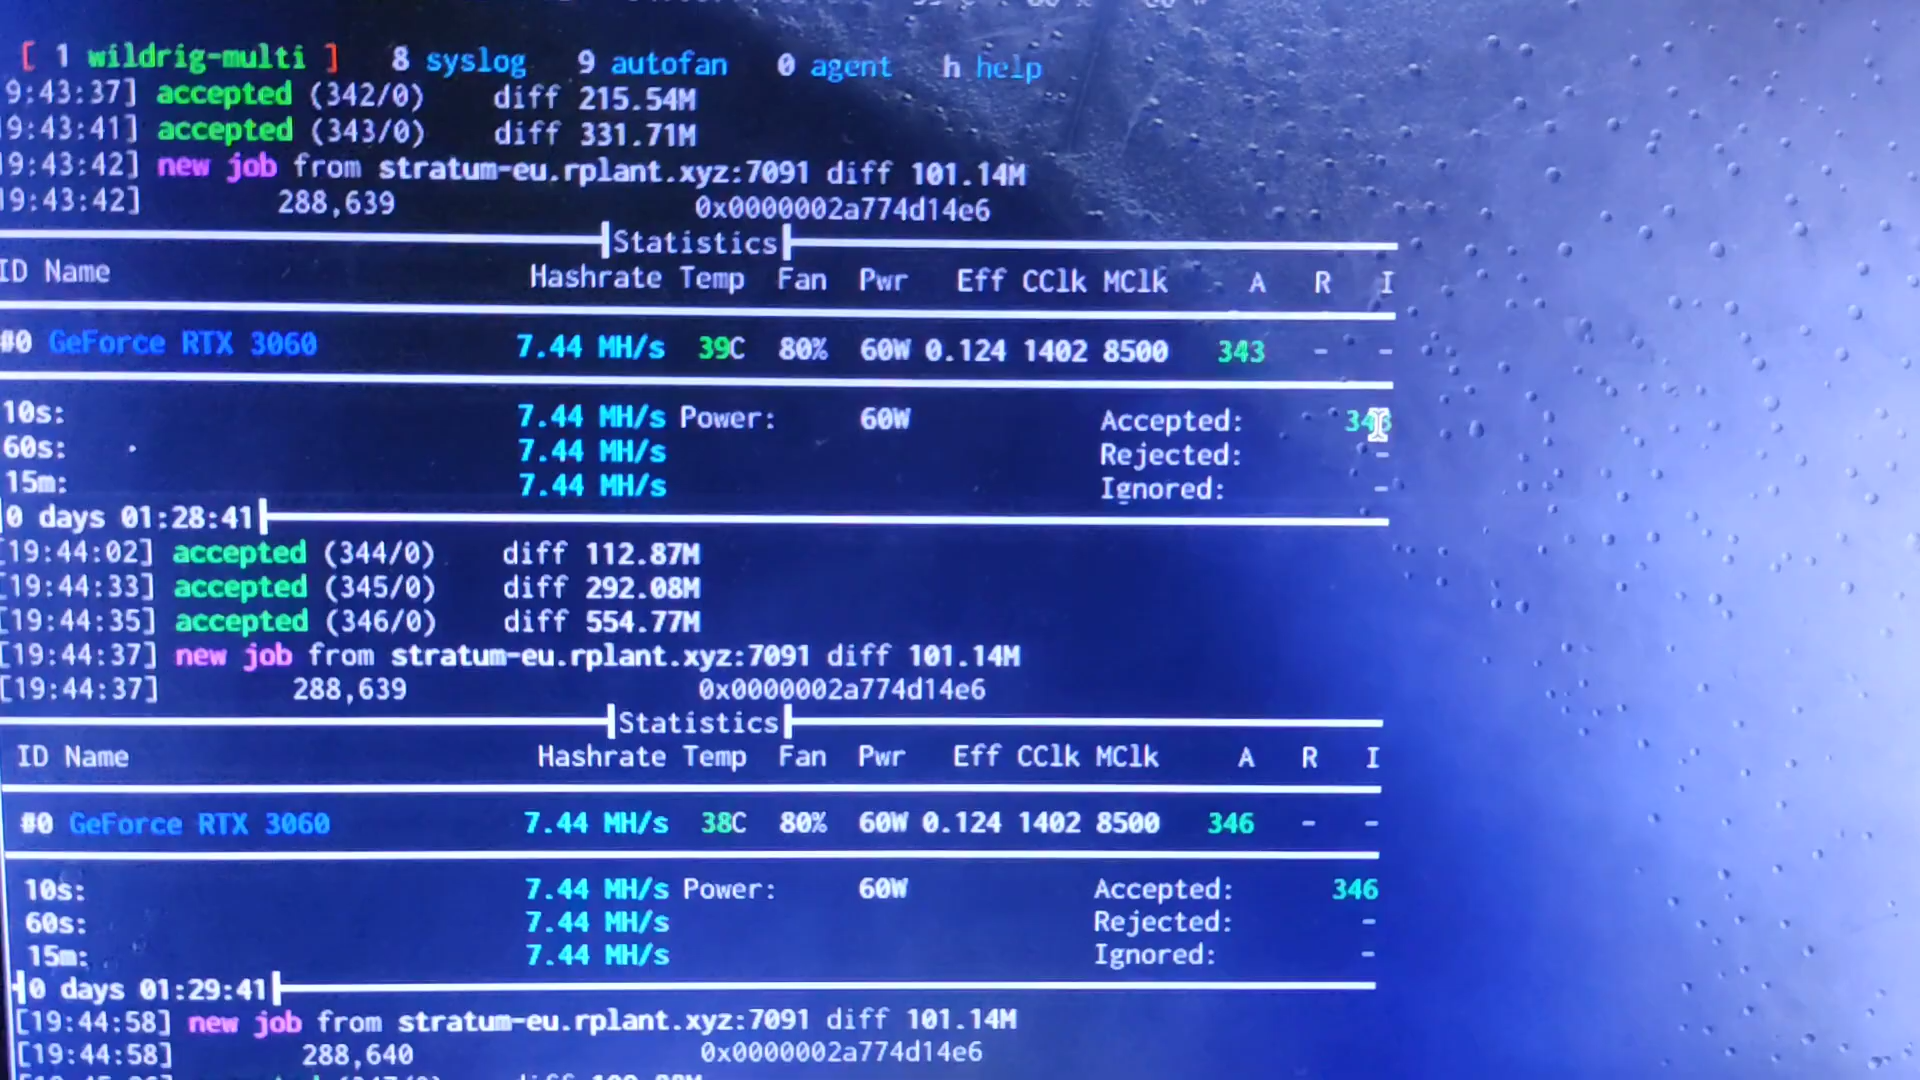 [ 1 wildrig-multi ] 8 syslog 9 autofan 0 agent h help
9:43:37] accepted (342/0) diff 215.54M
19:43:41] accepted (343/0) diff 331.71M
19:43:42] new job from stratum-eu.rplant.xyz:7091 diff 101.14M
19:43:42] 288,639 0x0000002a774d14e6
Statistics
ID Name Hashrate Temp Fan Pwr Eff CClk MClk A R I
#0 GeForce RTX 3060 7.44 MH/s 39C 80% 60W 0.124 1402 8500 343 - -
10s: 7.44 MH/s Power: 60W Accepted: 343
60s: 7.44 MH/s Rejected: -
15m: 7.44 MH/s Ignored: -
0 days 01:28:41
[19:44:02] accepted (344/0) diff 112.87M
[19:44:33] accepted (345/0) diff 292.08M
[19:44:35] accepted (346/0) diff 554.77M
[19:44:37] new job from stratum-eu.rplant.xyz:7091 diff 101.14M
[19:44:37] 288,639 0x0000002a774d14e6
Statistics
ID Name Hashrate Temp Fan Pwr Eff CClk MClk A R I
#0 GeForce RTX 3060 7.44 MH/s 38C 80% 60W 0.124 1402 8500 346 - -
10s: 7.44 MH/s Power: 60W Accepted: 346
60s: 7.44 MH/s Rejected: -
15m: 7.44 MH/s Ignored: -
0 days 01:29:41
[19:44:58] new job from stratum-eu.rplant.xyz:7091 diff 101.14M
[19:44:58] 288,640 0x0000002a774d14e6